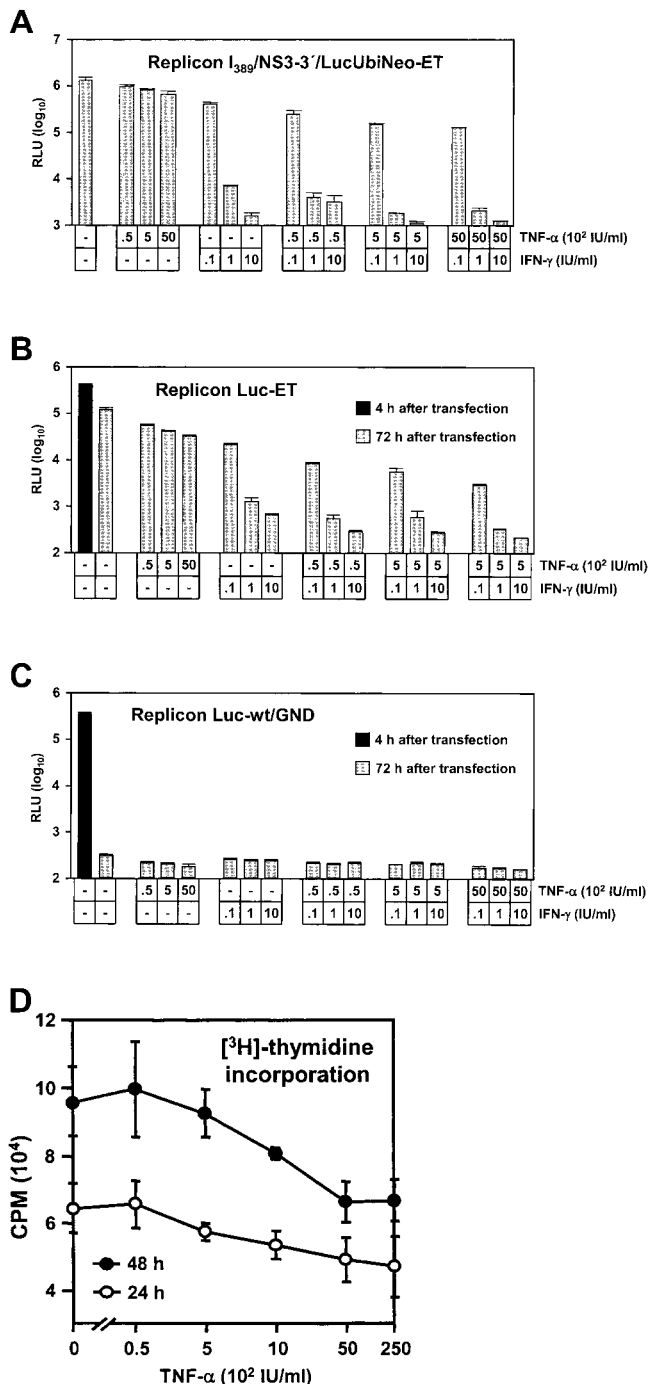 A
Replicon I389/NS3-3´/LucUbiNeo-ET
7
6
5
4
3
RLU (log10)
- .5 5 50 - - - .5 .5 .5 5 5 5 50 50 50 TNF-α (10² IU/ml)
- - - - .1 1 10 .1 1 10 .1 1 10 .1 1 10 IFN-γ (IU/ml)
B
Replicon Luc-ET
4 h after transfection
72 h after transfection
6
5
4
3
2
RLU (log10)
- - .5 5 50 - - - .5 .5 .5 5 5 5 5 5 5 TNF-α (10² IU/ml)
- - - - - .1 1 10 .1 1 10 .1 1 10 .1 1 10 IFN-γ (IU/ml)
C
Replicon Luc-wt/GND
4 h after transfection
72 h after transfection
6
5
4
3
2
RLU (log10)
- - .5 5 50 - - - .5 .5 .5 5 5 5 50 50 50 TNF-α (10² IU/ml)
- - - - - .1 1 10 .1 1 10 .1 1 10 .1 1 10 IFN-γ (IU/ml)
D
[³H]-thymidine
incorporation
12
10
8
6
4
CPM (10⁴)
48 h
24 h
0 0.5 5 10 50 250
TNF-α (10² IU/ml)